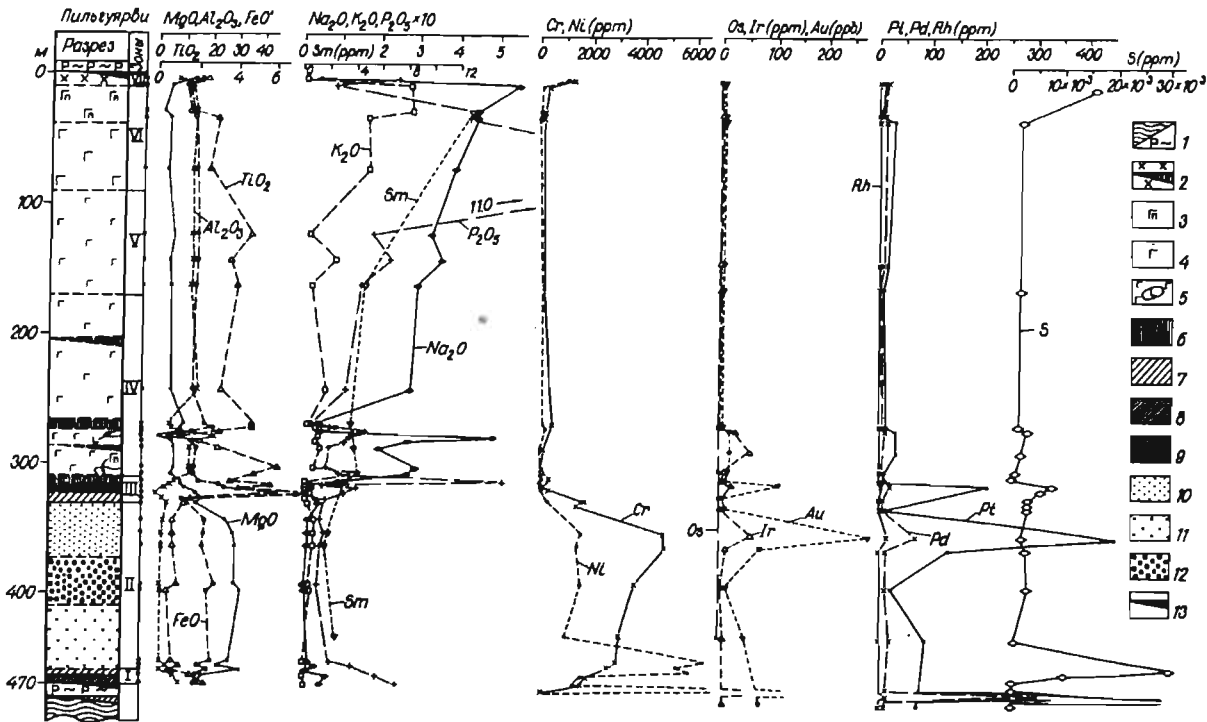 Пильгуярви
MgO, Al₂O₃, FeO*
Na₂O, K₂O, P₂O₅×10
Cr, Ni (ppm)
Os, Ir (ppm), Au (ppb)
Pt, Pd, Rh (ppm)
Разрез
Зоны
TiO₂
0 10 20 30 40 50
0 2 4 6
Sm (ppm)
0 1 2 3 4 5
4 8 12
0 2000 4000 6000
0 100 200
0 100 200 300 400
S (ppm)
0 10×10³ 20×10³ 30×10³
м
0
100
200
300
400
470
P ~ ~ P
P ~ P
VI
V
IV
III
II
I
TiO₂
Al₂O₃
MgO
FeO
K₂O
Sm
11.0
P₂O₅
Na₂O
Sm
Cr
Ni
Os
Ir
Au
Rh
Pt
Pd
S
P ~ 1
2
3
4
5
6
7
8
9
10
11
12
13